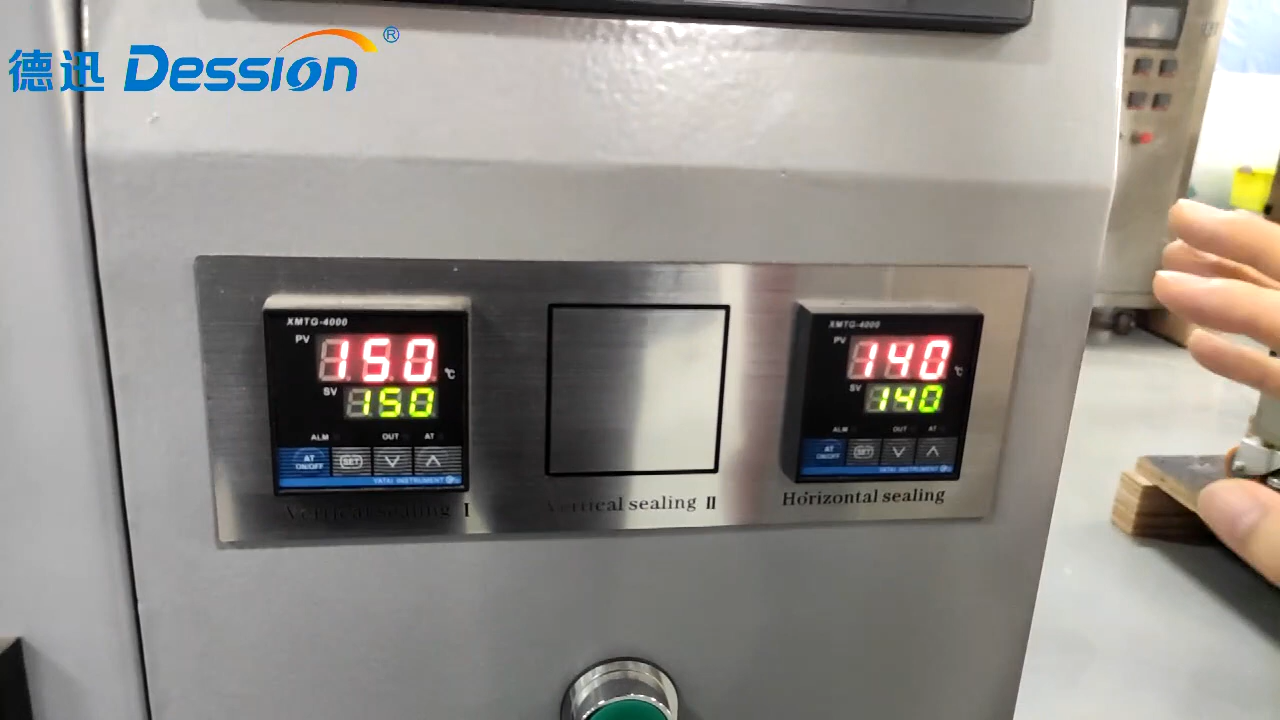 德迅 Dession®
XMTG-4000
PV 150 ℃
SV 150
ALM OUT AT
AT ON/OFF SET
YATAI INSTRUMENT
Vertical sealing I
Vertical sealing II
XMTG-4000
PV 140 ℃
SV 140
ALM OUT AT
AT ON/OFF SET
YATAI INSTRUMENT
Horizontal sealing